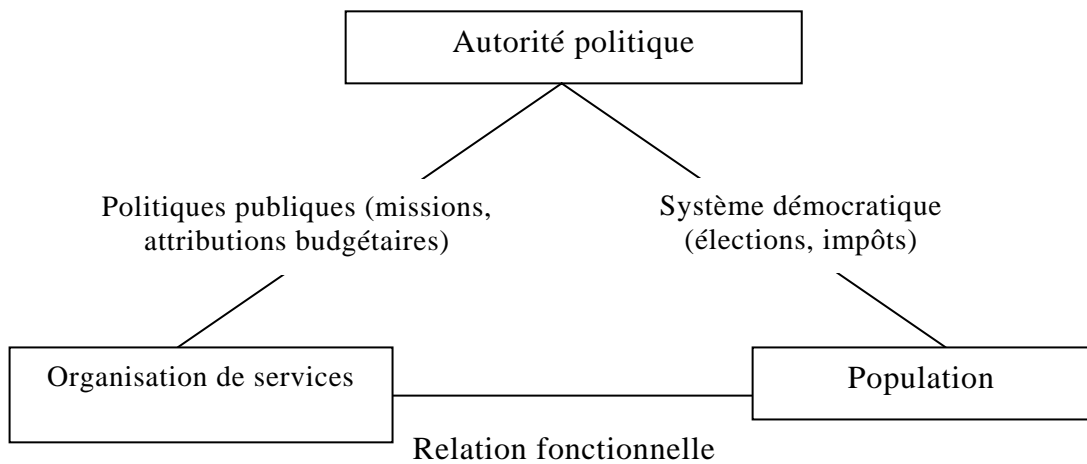 Autorité politique
Politiques publiques (missions,
attributions budgétaires)
Système démocratique
(élections, impôts)
Organisation de services
Population
Relation fonctionnelle